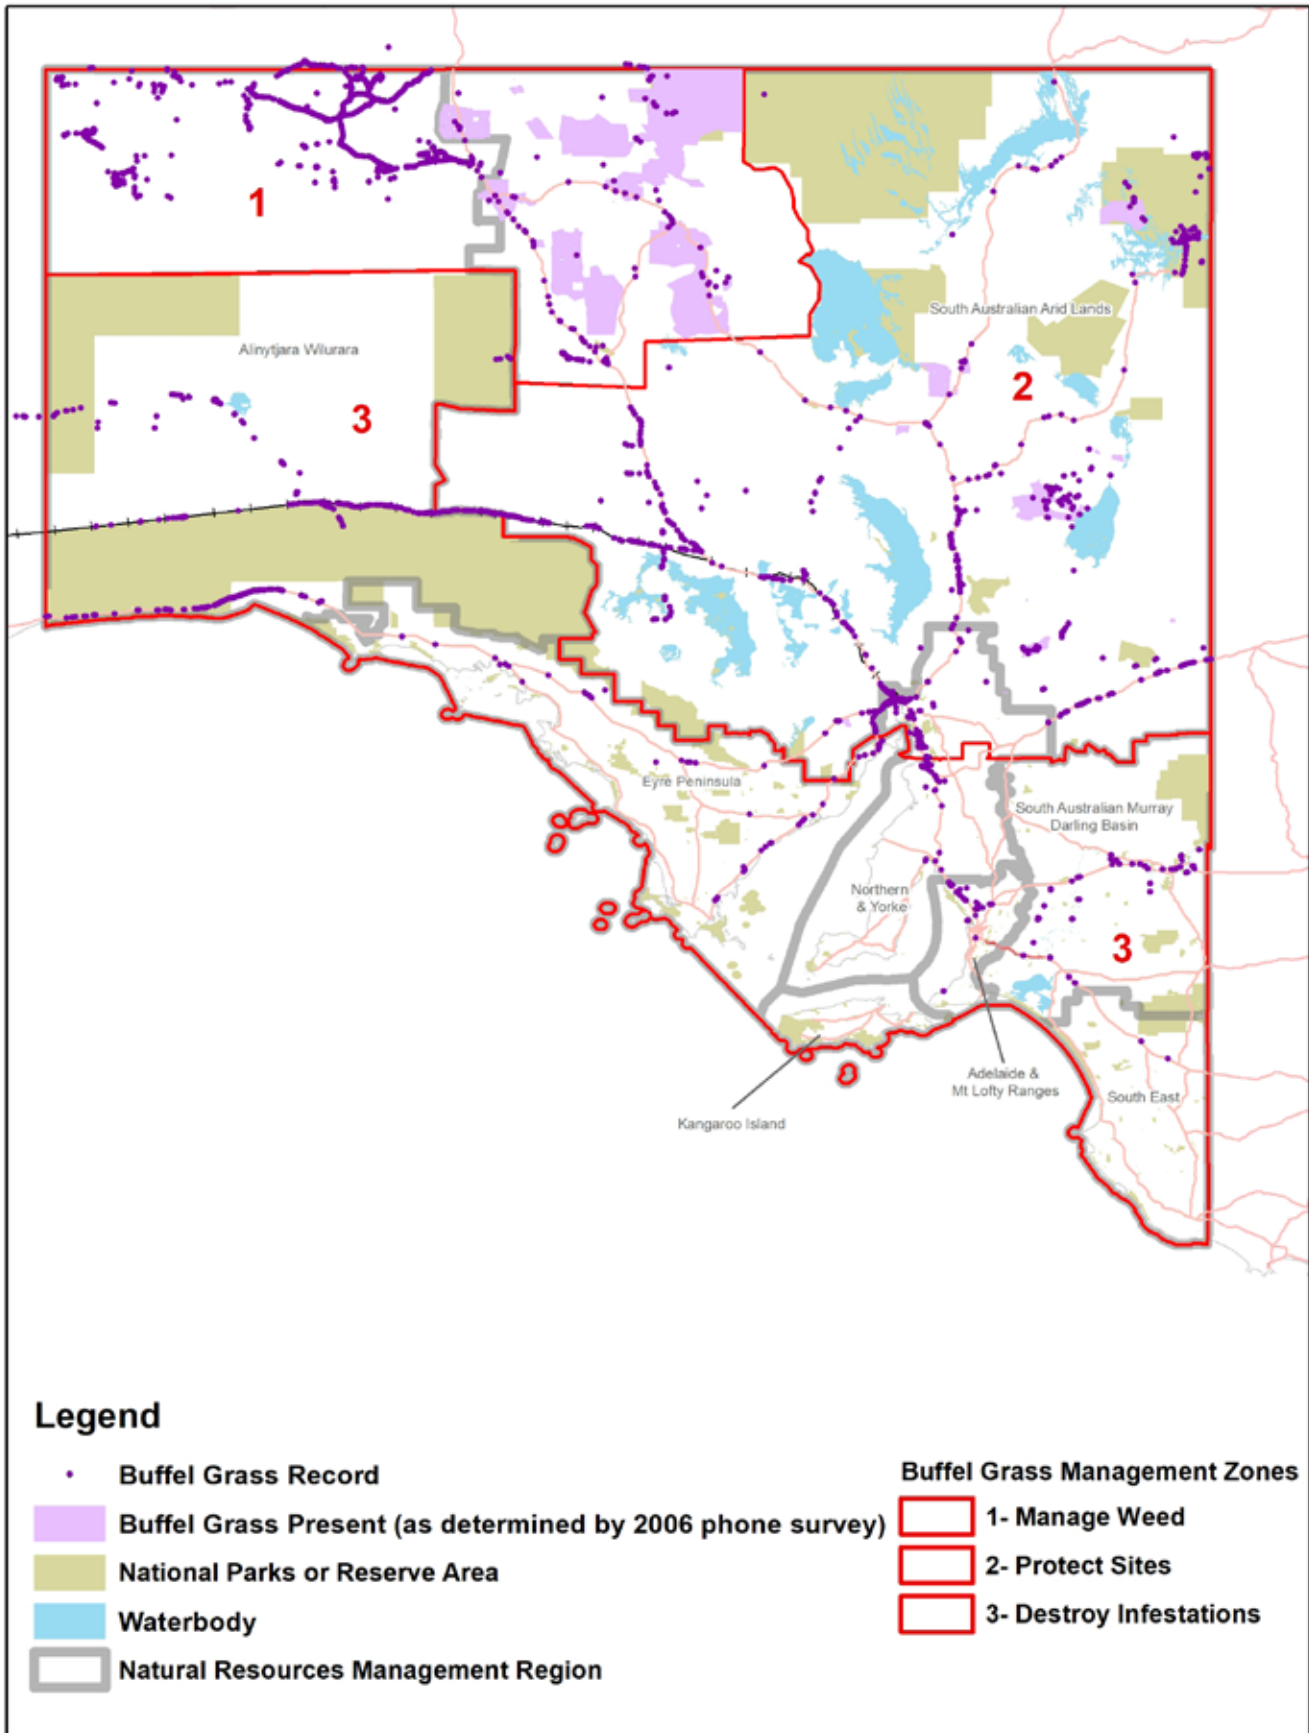 1
South Australian Arid Lands
Alinytjara Wilurara
2
3
Eyre Peninsula
South Australian Murray
Darling Basin
Northern
& Yorke
3
Adelaide &
Mt Lofty Ranges
South East
Kangaroo Island
Legend
Buffel Grass Record
Buffel Grass Present (as determined by 2006 phone survey)
National Parks or Reserve Area
Waterbody
Natural Resources Management Region
Buffel Grass Management Zones
1- Manage Weed
2- Protect Sites
3- Destroy Infestations